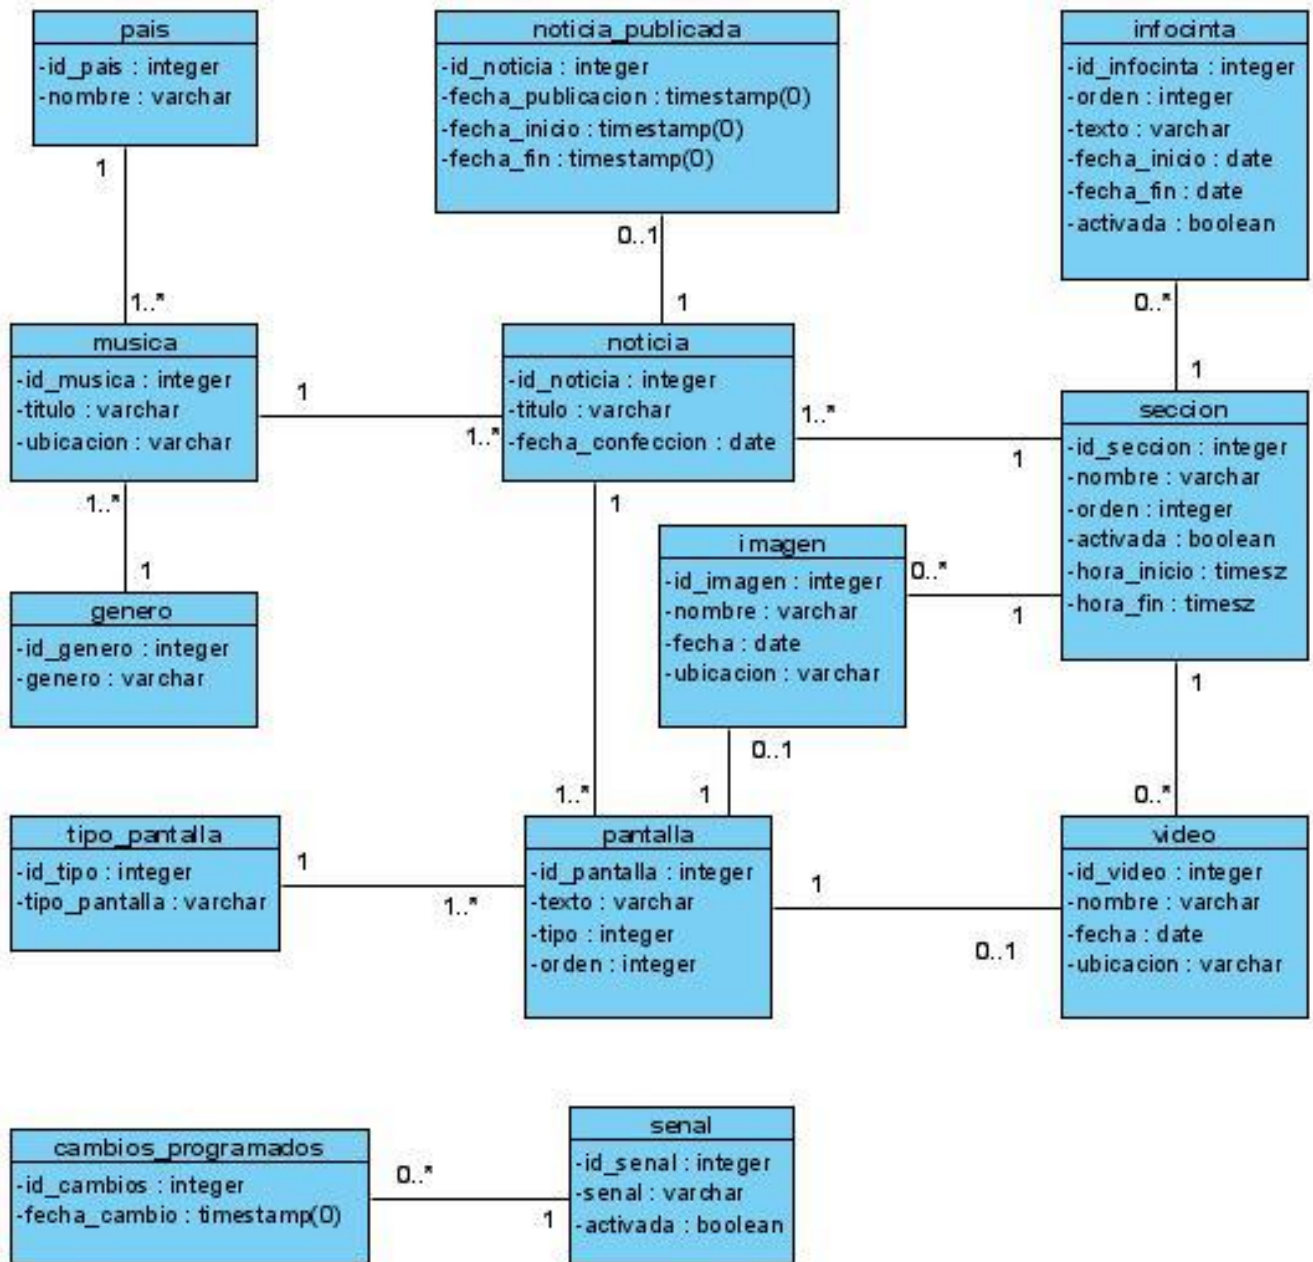 pais
-id_pais : integer
-nombre : varchar
noticia_publicada
-id_noticia : integer
-fecha_publicacion : timestamp(0)
-fecha_inicio : timestamp(0)
-fecha_fin : timestamp(0)
infocinta
-id_infocinta : integer
-orden : integer
-texto : varchar
-fecha_inicio : date
-fecha_fin : date
-activada : boolean
1
1..*
0..1
1
0..*
1
musica
-id_musica : integer
-titulo : varchar
-ubicacion : varchar
1
1..*
noticia
-id_noticia : integer
-titulo : varchar
-fecha_confeccion : date
1..*
1
seccion
-id_seccion : integer
-nombre : varchar
-orden : integer
-activada : boolean
-hora_inicio : timesz
-hora_fin : timesz
1..*
1
genero
-id_genero : integer
-genero : varchar
1
1..*
imagen
-id_imagen : integer
-nombre : varchar
-fecha : date
-ubicacion : varchar
0..*
1
0..1
1
1
0..*
tipo_pantalla
-id_tipo : integer
-tipo_pantalla : varchar
1
1..*
pantalla
-id_pantalla : integer
-texto : varchar
-tipo : integer
-orden : integer
1
0..1
video
-id_video : integer
-nombre : varchar
-fecha : date
-ubicacion : varchar
cambios_programados
-id_cambios : integer
-fecha_cambio : timestamp(0)
0..*
1
senal
-id_senal : integer
-senal : varchar
-activada : boolean